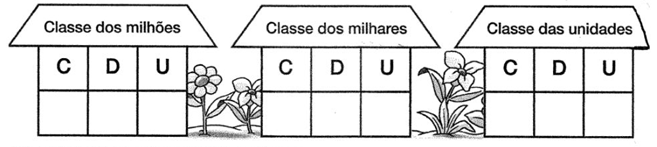 Classe dos milhões Classe dos milhares Classe das unidades
C D U C D U C D U